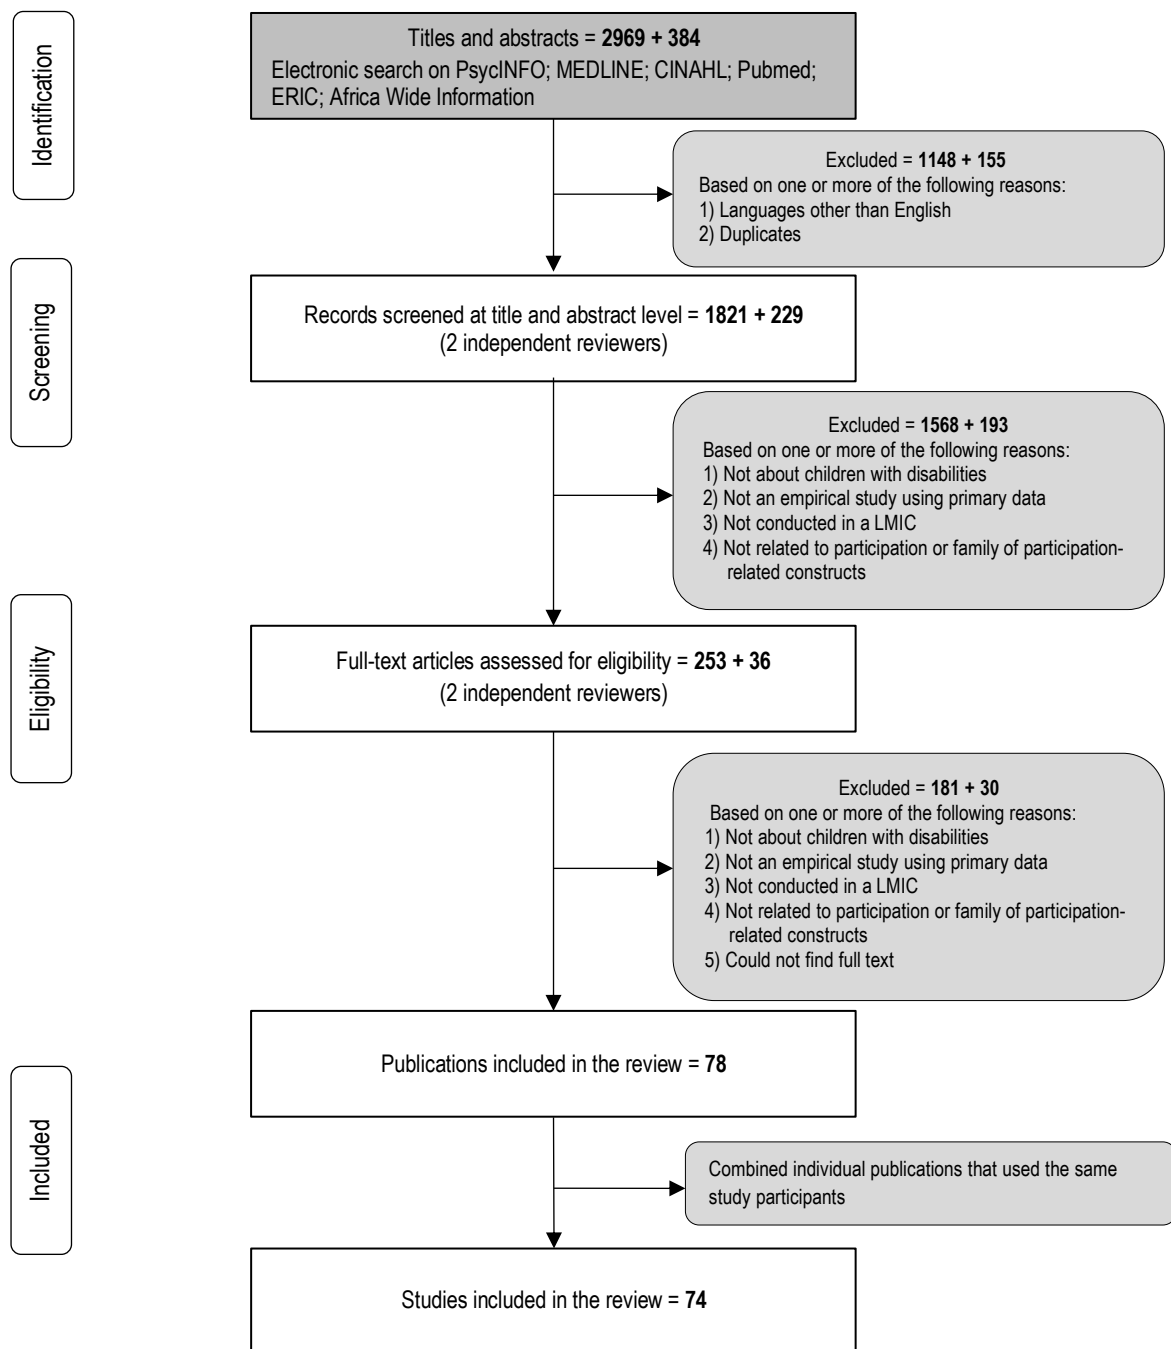 Identification
Titles and abstracts = 2969 + 384
Electronic search on PsycINFO; MEDLINE; CINAHL; Pubmed;
ERIC; Africa Wide Information
Excluded = 1148 + 155
Based on one or more of the following reasons:
1) Languages other than English
2) Duplicates
Screening
Records screened at title and abstract level = 1821 + 229
(2 independent reviewers)
Excluded = 1568 + 193
Based on one or more of the following reasons:
1) Not about children with disabilities
2) Not an empirical study using primary data
3) Not conducted in a LMIC
4) Not related to participation or family of participation-
related constructs
Eligibility
Full-text articles assessed for eligibility = 253 + 36
(2 independent reviewers)
Excluded = 181 + 30
Based on one or more of the following reasons:
1) Not about children with disabilities
2) Not an empirical study using primary data
3) Not conducted in a LMIC
4) Not related to participation or family of participation-
related constructs
5) Could not find full text
Included
Publications included in the review = 78
Combined individual publications that used the same
study participants
Studies included in the review = 74